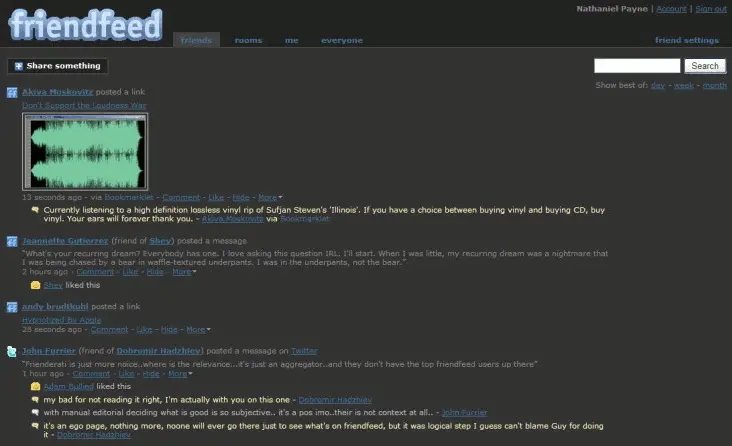 friendfeed
Nathaniel Payne | Account | Sign out
friends rooms me everyone friend settings
Share something Search
Show best of: day - week - month
Akiva Moskovitz posted a link
Don't Support the Loudness War
13 seconds ago - via Bookmarklet - Comment - Like - Hide - More
Currently listening to a high definition lossless vinyl rip of Sufjan Steven's 'Illinois'. If you have a choice between buying vinyl and buying CD, buy
vinyl. Your ears will forever thank you. - Akiva Moskovitz via Bookmarklet
Jeannette Gutierrez (friend of Shey) posted a message
"What's your recurring dream? Everybody has one. I love asking this question IRL. I'll start. When I was little, my recurring dream was a nightmare that
I was being chased by a bear in waffle-textured underpants. I was in the underpants, not the bear."
2 hours ago - Comment - Like - Hide - More
Shey liked this
andy brudtkuhl posted a link
Hypnotized By Apple
28 seconds ago - Comment - Like - Hide - More
John Furrier (friend of Dobromir Hadzhiev) posted a message on Twitter
"Frienderati is just more noise..where is the relevance...it's just an aggregator..and they don't have the top friendfeed users up there"
1 hour ago - Comment - Like - Hide - More
Adam Bullied liked this
my bad for not reading it right, I'm actually with you on this one - Dobromir Hadzhiev
with manual editorial deciding what is good is so subjective.. it's a pos imo..their is not context at all.. - John Furrier
it's an ego page, nothing more, noone will ever go there just to see what's on friendfeed, but it was logical step I guess can't blame Guy for doing
it - Dobromir Hadzhiev